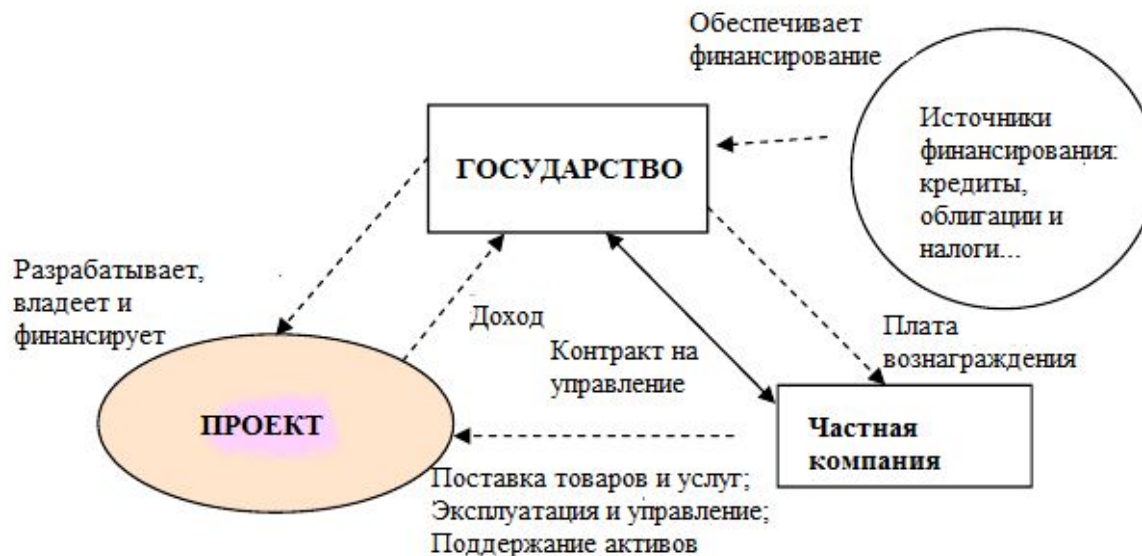 Обеспечивает
финансирование
Источники
финансирования:
кредиты,
облигации и
налоги...
ГОСУДАРСТВО
Разрабатывает,
владеет и
финансирует
Доход
Контракт на
управление
Плата
вознаграждения
ПРОЕКТ
Частная
компания
Поставка товаров и услуг;
Эксплуатация и управление;
Поддержание активов